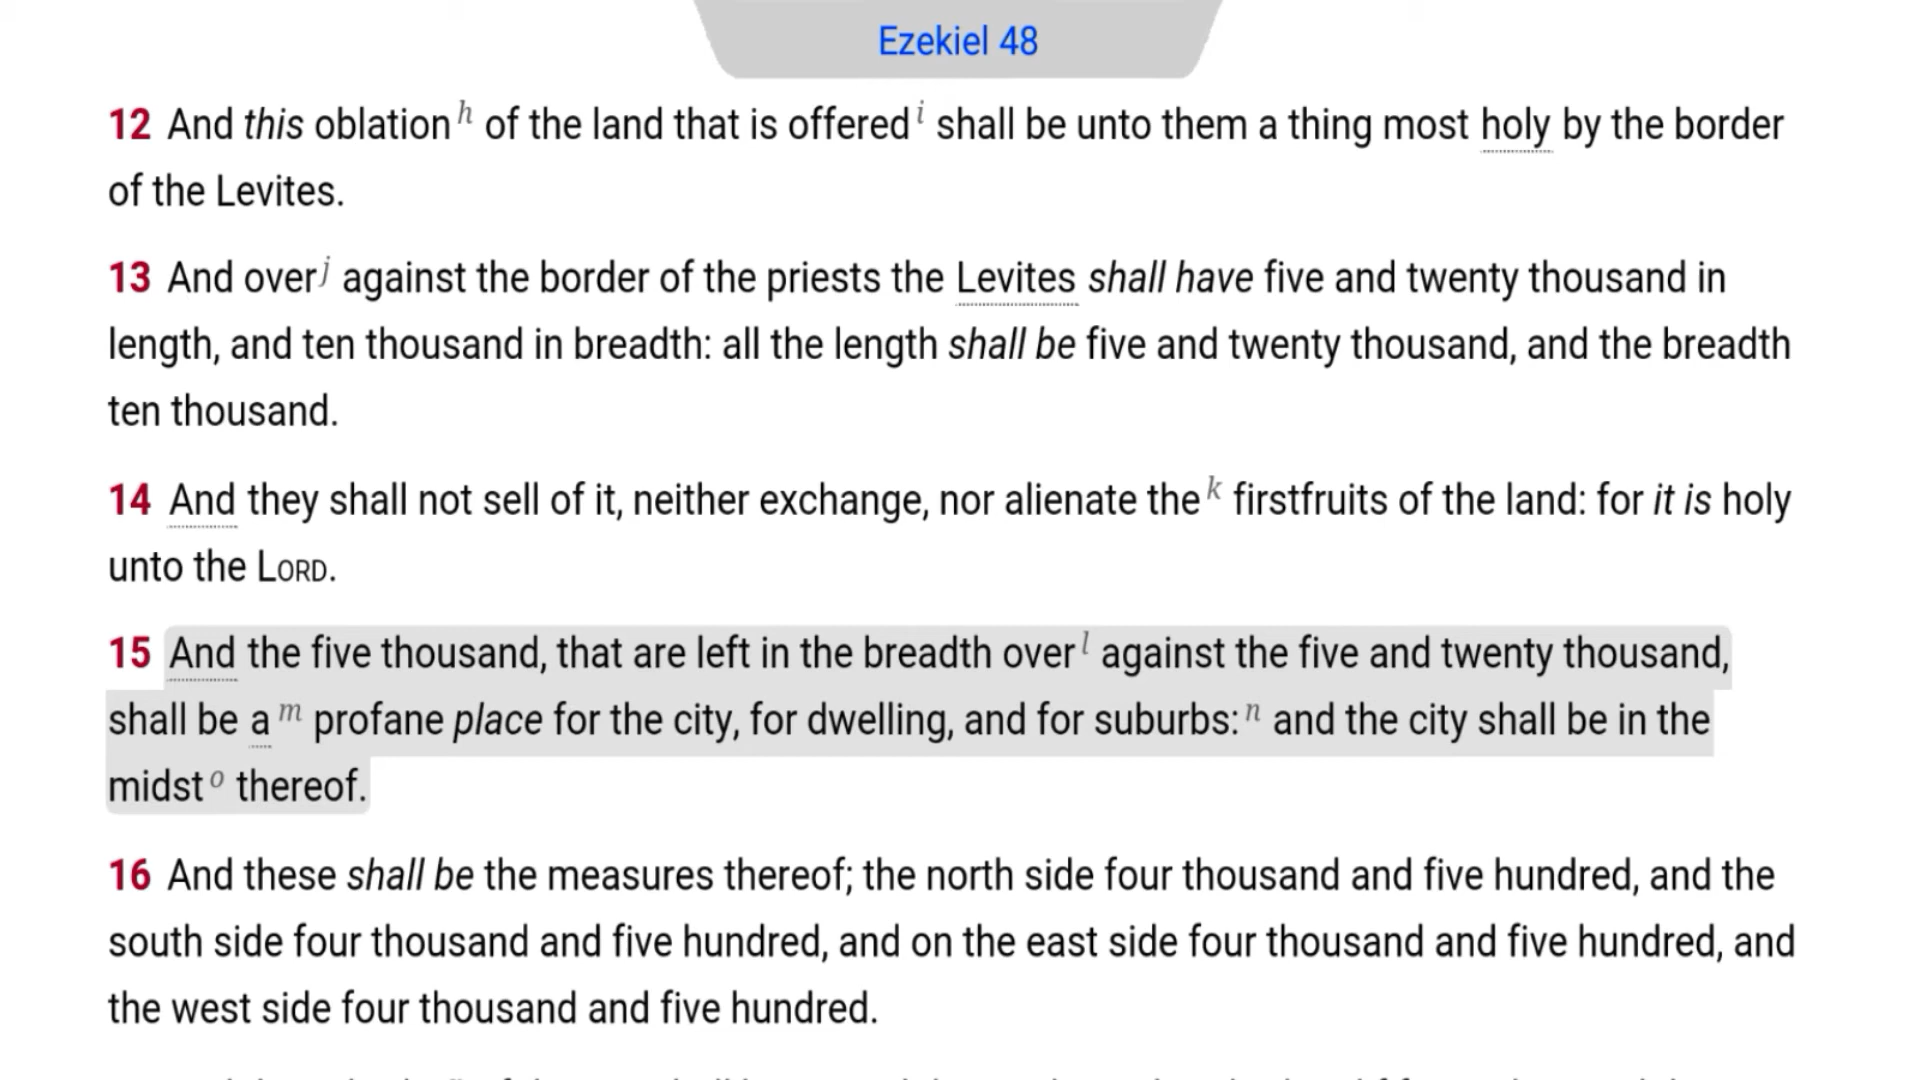 Ezekiel 48
12 And this oblation h of the land that is offered i shall be unto them a thing most holy by the border
of the Levites.
13 And over j against the border of the priests the Levites shall have five and twenty thousand in
length, and ten thousand in breadth: all the length shall be five and twenty thousand, and the breadth
ten thousand.
14 And they shall not sell of it, neither exchange, nor alienate the k firstfruits of the land: for it is holy
unto the LORD.
15 And the five thousand, that are left in the breadth over l against the five and twenty thousand,
shall be a m profane place for the city, for dwelling, and for suburbs: n and the city shall be in the
midst o thereof.
16 And these shall be the measures thereof; the north side four thousand and five hundred, and the
south side four thousand and five hundred, and on the east side four thousand and five hundred, and
the west side four thousand and five hundred.